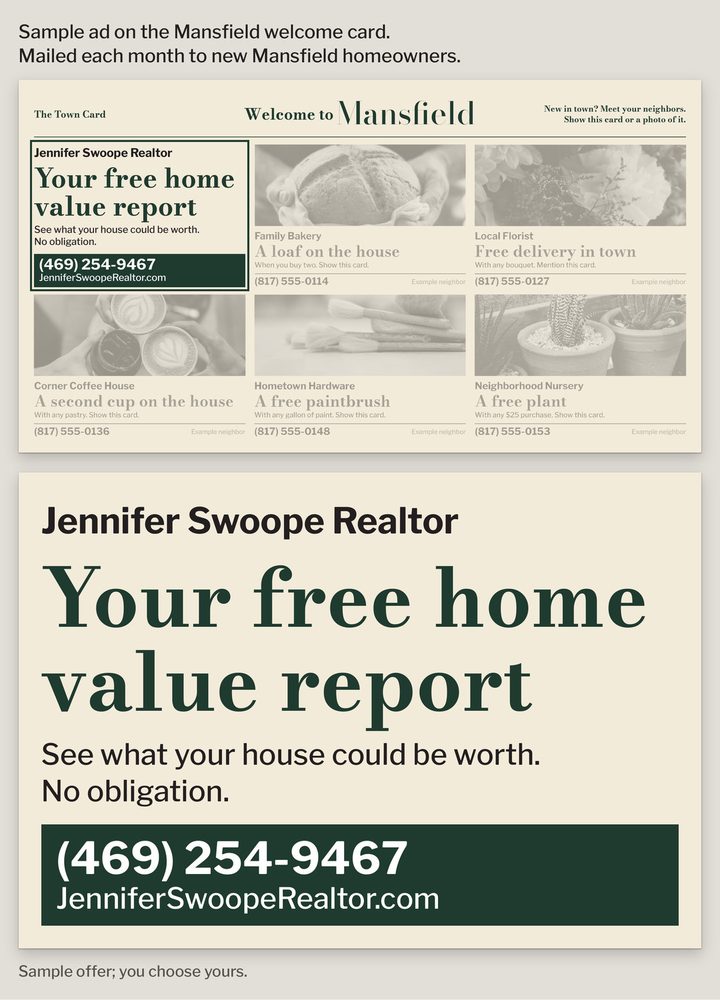 Sample ad on the Mansfield welcome card.
Mailed each month to new Mansfield homeowners.
The Town Card
Welcome to Mansfield
New in town? Meet your neighbors.
Show this card or a photo of it.
Jennifer Swoope Realtor
Your free home
value report
See what your house could be worth.
No obligation.
(469) 254-9467
JenniferSwoopeRealtor.com
Family Bakery
A loaf on the house
When you buy two. Show this card.
(817) 555-0114
Example neighbor
Local Florist
Free delivery in town
With any bouquet. Mention this card.
(817) 555-0127
Example neighbor
Corner Coffee House
A second cup on the house
With any pastry. Show this card.
(817) 555-0136
Example neighbor
Hometown Hardware
A free paintbrush
With any gallon of paint. Show this card.
(817) 555-0148
Example neighbor
Neighborhood Nursery
A free plant
With any $25 purchase. Show this card.
(817) 555-0153
Example neighbor
Jennifer Swoope Realtor
Your free home
value report
See what your house could be worth.
No obligation.
(469) 254-9467
JenniferSwoopeRealtor.com
Sample offer; you choose yours.